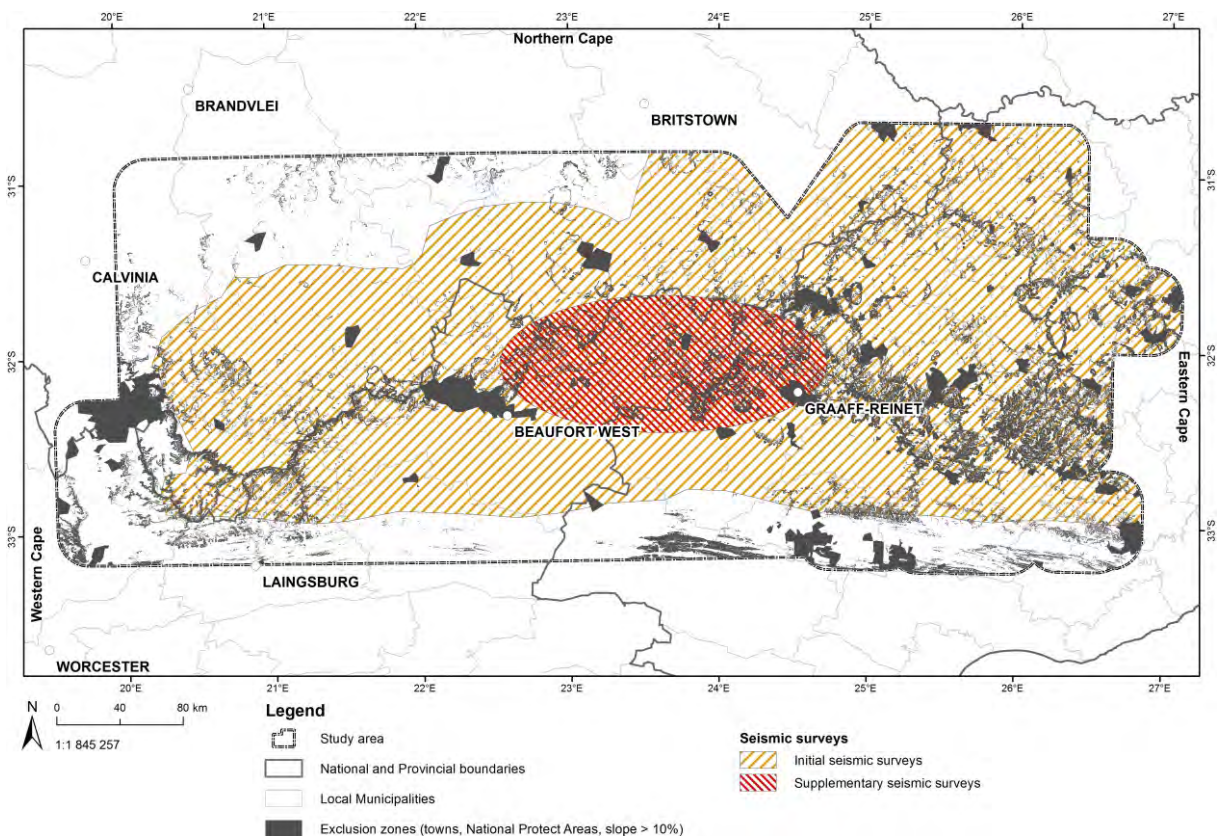 20°E 21°E 22°E 23°E 24°E 25°E 26°E 27°E
Northern Cape
BRANDVLEI
BRITSTOWN
31°S 31°S
CALVINIA
32°S 32°S
Eastern Cape
GRAAFF-REINET
BEAUFORT WEST
33°S 33°S
Western Cape
LAINGSBURG
WORCESTER
20°E 21°E 22°E 23°E 24°E 25°E 26°E 27°E
N
0 40 80 km
1:1 845 257
Legend
Study area
National and Provincial boundaries
Local Municipalities
Exclusion zones (towns, National Protect Areas, slope > 10%)
Seismic surveys
Initial seismic surveys
Supplementary seismic surveys